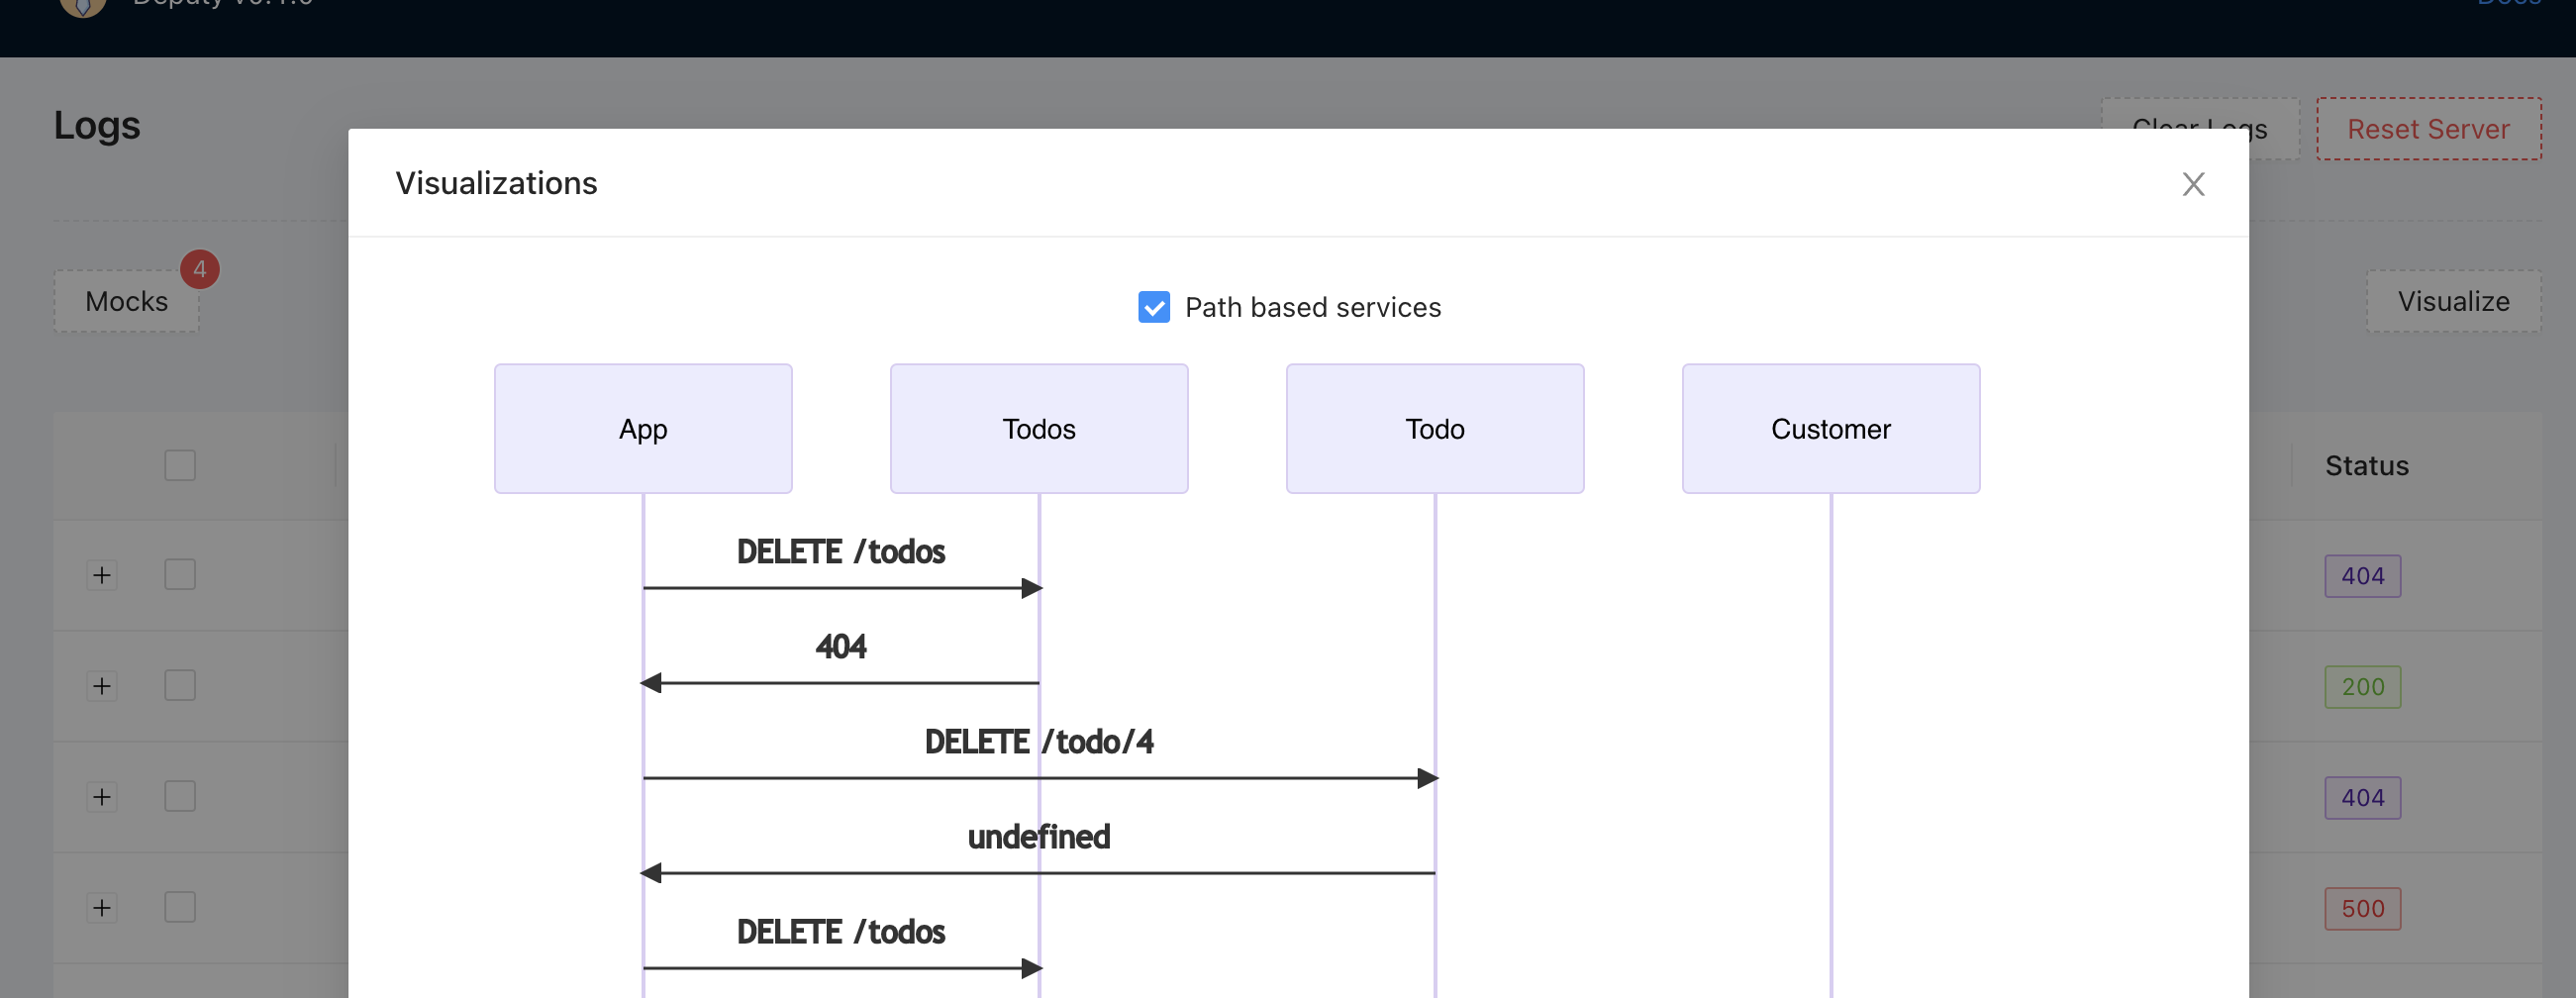 Logs
Clear Logs
Reset Server
Visualizations
4
Mocks
Path based services
Visualize
App
Todos
Todo
Customer
Status
DELETE /todos
404
404
DELETE /todo/4
200
undefined
404
DELETE /todos
500